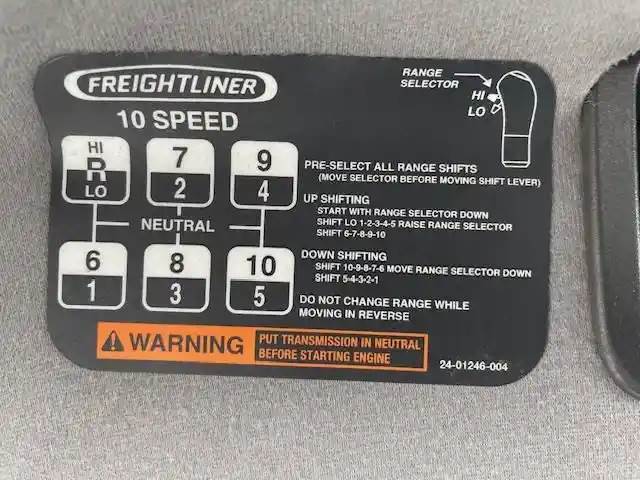 FREIGHTLINER
10 SPEED
RANGE
SELECTOR
HI
LO
HI
R
LO
7
2
9
4
NEUTRAL
6
1
8
3
10
5
PRE-SELECT ALL RANGE SHIFTS
(MOVE SELECTOR BEFORE MOVING SHIFT LEVER)
UP SHIFTING
START WITH RANGE SELECTOR DOWN
SHIFT LO 1-2-3-4-5 RAISE RANGE SELECTOR
SHIFT 6-7-8-9-10
DOWN SHIFTING
SHIFT 10-9-8-7-6 MOVE RANGE SELECTOR DOWN
SHIFT 5-4-3-2-1
DO NOT CHANGE RANGE WHILE
MOVING IN REVERSE
WARNING
PUT TRANSMISSION IN NEUTRAL
BEFORE STARTING ENGINE
24-01246-004